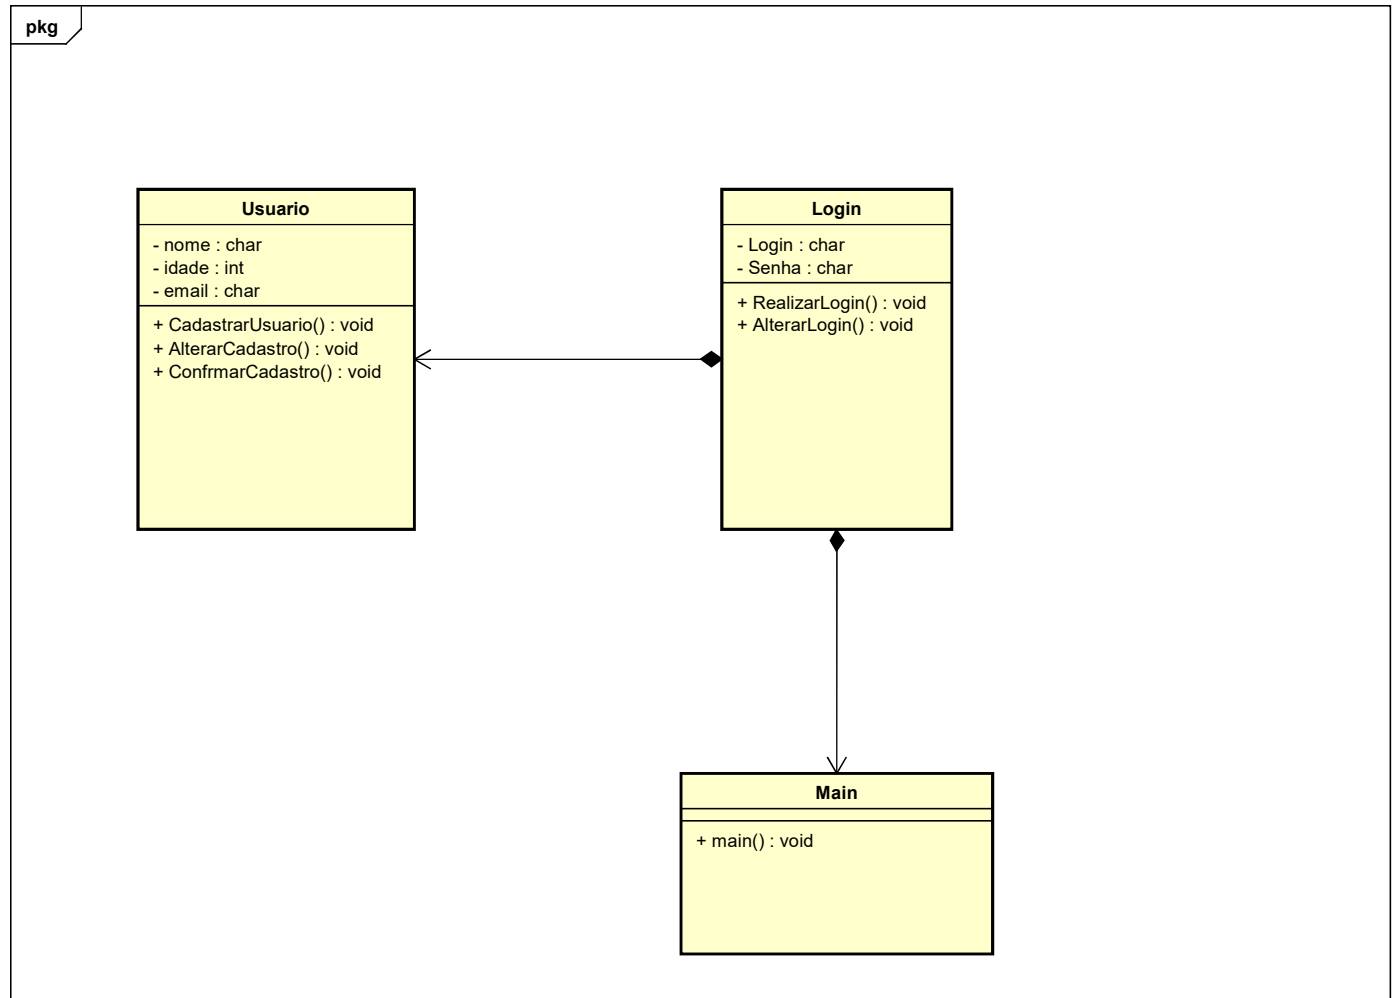 pkg
Usuario
- nome : char
- idade : int
- email : char
+ CadastrarUsuario() : void
+ AlterarCadastro() : void
+ ConfrmarCadastro() : void
Login
- Login : char
- Senha : char
+ RealizarLogin() : void
+ AlterarLogin() : void
Main
+ main() : void